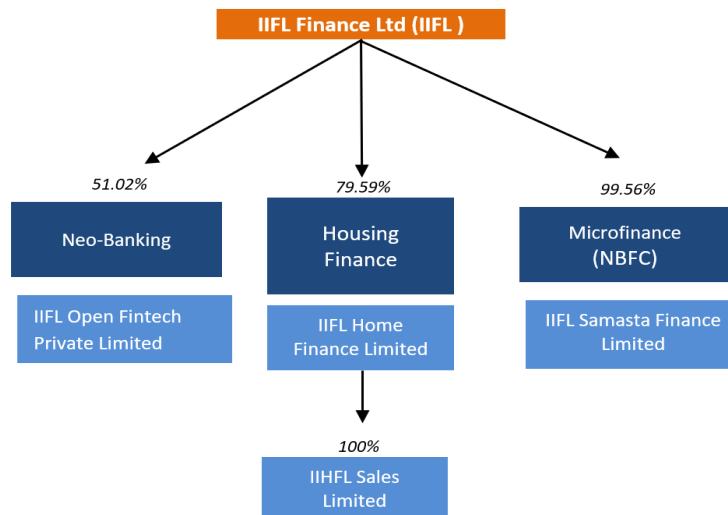 IIFL Finance Ltd (IIFL )
51.02%
79.59%
99.56%
Neo-Banking
Housing
Finance
Microfinance
(NBFC)
IIFL Open Fintech
Private Limited
IIFL Home
Finance Limited
IIFL Samasta Finance
Limited
100%
IIHFL Sales
Limited